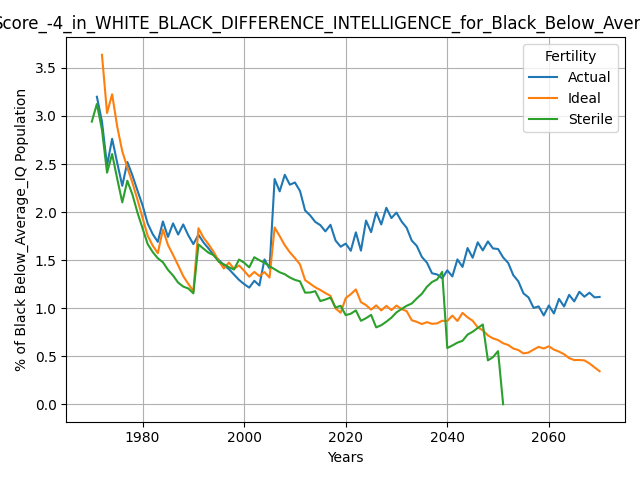 Score_-4_in_WHITE_BLACK_DIFFERENCE_INTELLIGENCE_for_Black_Below_Aver
Fertility
Actual
Ideal
Sterile
% of Black Below_Average_IQ Population
3.5
3.0
2.5
2.0
1.5
1.0
0.5
0.0
1980 2000 2020 2040 2060
Years